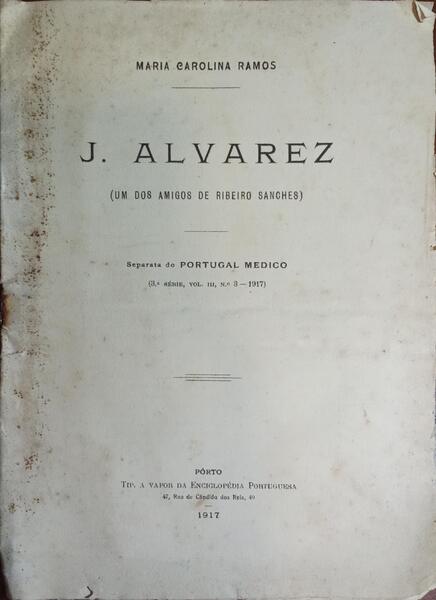 MARIA CAROLINA RAMOS
J. ALVAREZ
(UM DOS AMIGOS DE RIBEIRO SANCHES)
Separata do PORTUGAL MEDICO
(3.ª SÉRIE, VOL. III, N.º 3 — 1917)
PÔRTO
TIP. A VAPOR DA ENCICLOPÉDIA PORTUGUESA
47, Rua de Cândido dos Reis, 49
1917